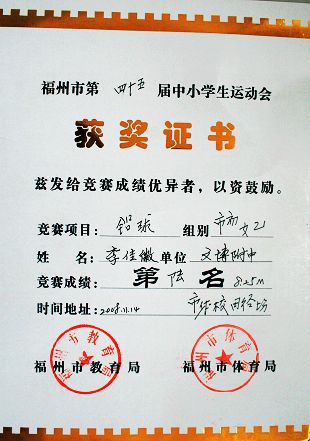 福州市第 四十五 届中小学生运动会
获奖证书
兹发给竞赛成绩优异者，以资鼓励。
竞赛项目：铅球 组别 市初女乙
姓 名：李佳徽 单位 文博附中
竞赛成绩：第 陆 名 8.25m
时间地址：2008.11.14 市体校田径场
福州市教育局 福州市体育局